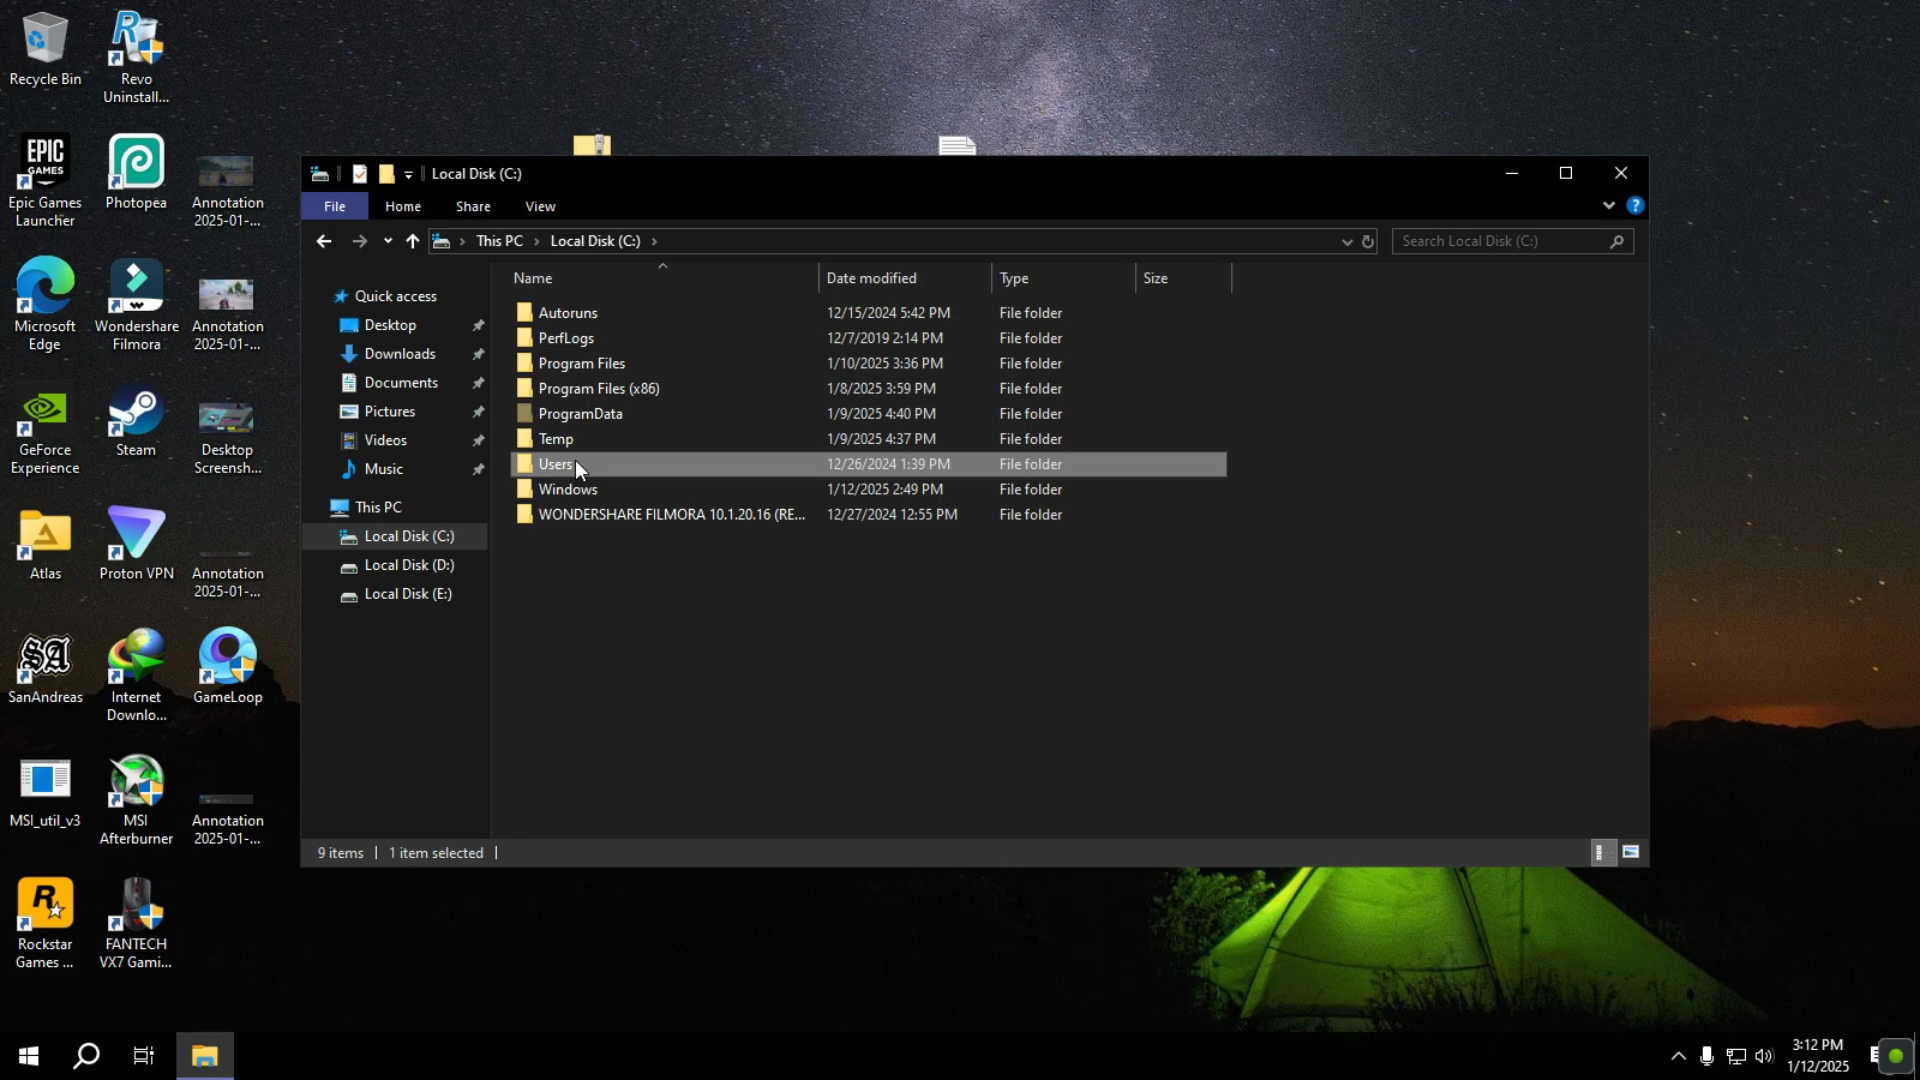 Recycle Bin
Revo
Uninstall...
EPIC
GAMES
Epic Games
Launcher
Photopea
Annotation
2025-01-...
Microsoft
Edge
Wondershare
Filmora
Annotation
2025-01-...
GeForce
Experience
Steam
Desktop
Screensh...
Atlas
Proton VPN
Annotation
2025-01-...
SA
SanAndreas
Internet
Downlo...
GameLoop
MSI_util_v3
MSI
Afterburner
Annotation
2025-01-...
R
Rockstar
Games ...
FANTECH
VX7 Gami...
Local Disk (C:)
File Home Share View
This PC › Local Disk (C:) ›
Search Local Disk (C:)
Quick access
Desktop
Downloads
Documents
Pictures
Videos
Music
This PC
Local Disk (C:)
Local Disk (D:)
Local Disk (E:)
Name Date modified Type Size
Autoruns 12/15/2024 5:42 PM File folder
PerfLogs 12/7/2019 2:14 PM File folder
Program Files 1/10/2025 3:36 PM File folder
Program Files (x86) 1/8/2025 3:59 PM File folder
ProgramData 1/9/2025 4:40 PM File folder
Temp 1/9/2025 4:37 PM File folder
Users 12/26/2024 1:39 PM File folder
Windows 1/12/2025 2:49 PM File folder
WONDERSHARE FILMORA 10.1.20.16 (RE... 12/27/2024 12:55 PM File folder
9 items | 1 item selected |
3:12 PM
1/12/2025